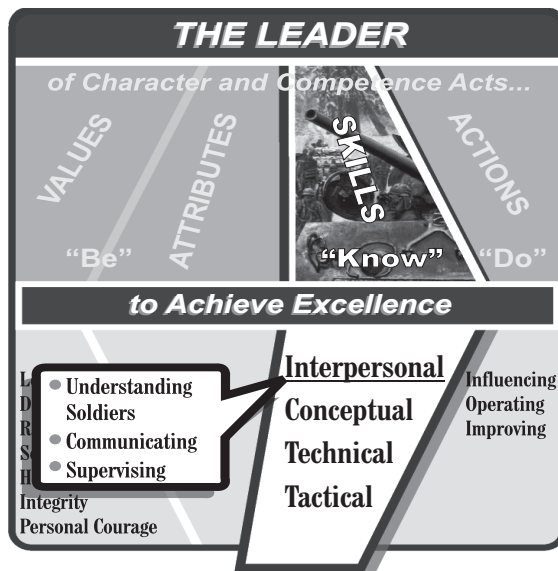 THE LEADER
of Character and Competence Acts...
VALUES
ATTRIBUTES
SKILLS
ACTIONS
“Be”
“Know”
“Do”
to Achieve Excellence
• Understanding
Soldiers
• Communicating
• Supervising
Integrity
Personal Courage
Interpersonal
Conceptual
Technical
Tactical
Influencing
Operating
Improving